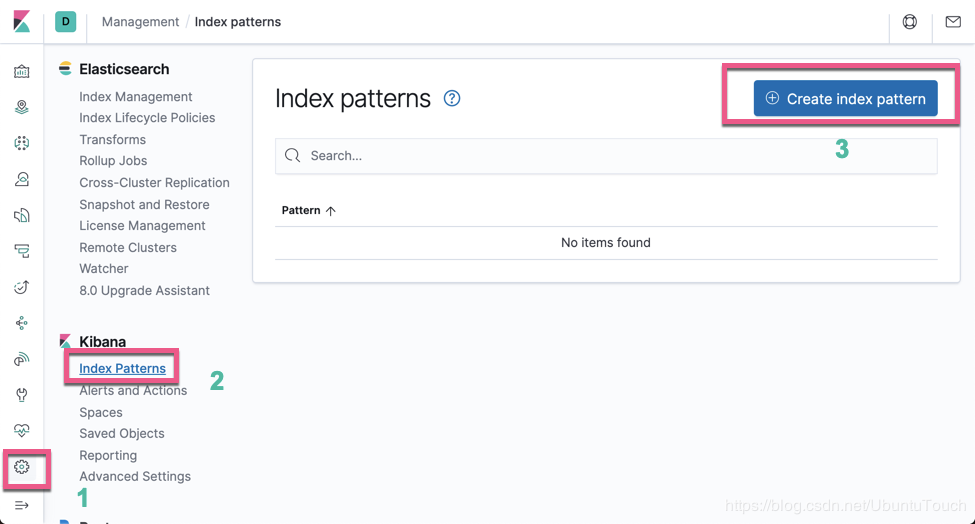 D Management / Index patterns
Elasticsearch
Index Management
Index Lifecycle Policies
Transforms
Rollup Jobs
Cross-Cluster Replication
Snapshot and Restore
License Management
Remote Clusters
Watcher
8.0 Upgrade Assistant
Kibana
Index Patterns
2
Alerts and Actions
Spaces
Saved Objects
Reporting
Advanced Settings
1
Index patterns ?
Create index pattern
3
Search...
Pattern ↑
No items found
https://blog.csdn.net/UbuntuTouch